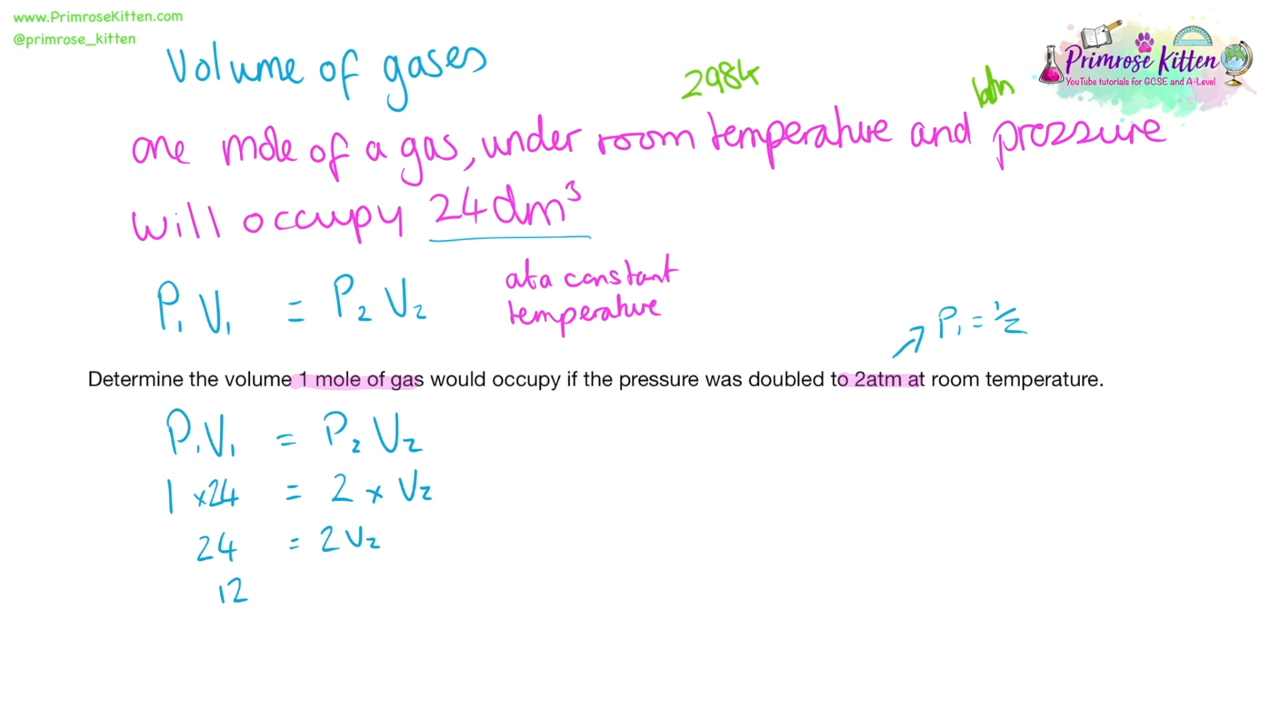 www.PrimroseKitten.com
@primrose_kitten
Primrose Kitten
YouTube tutorials for GCSE and A-Level
Volume of gases
298k
1atm
one mole of a gas, under room temperature and pressure
will occupy 24dm³
P₁V₁ = P₂V₂
at a constant
temperature
P₁ = ½
Determine the volume 1 mole of gas would occupy if the pressure was doubled to 2atm at room temperature.
P₁V₁ = P₂V₂
1 × 24 = 2 × V₂
24 = 2V₂
12